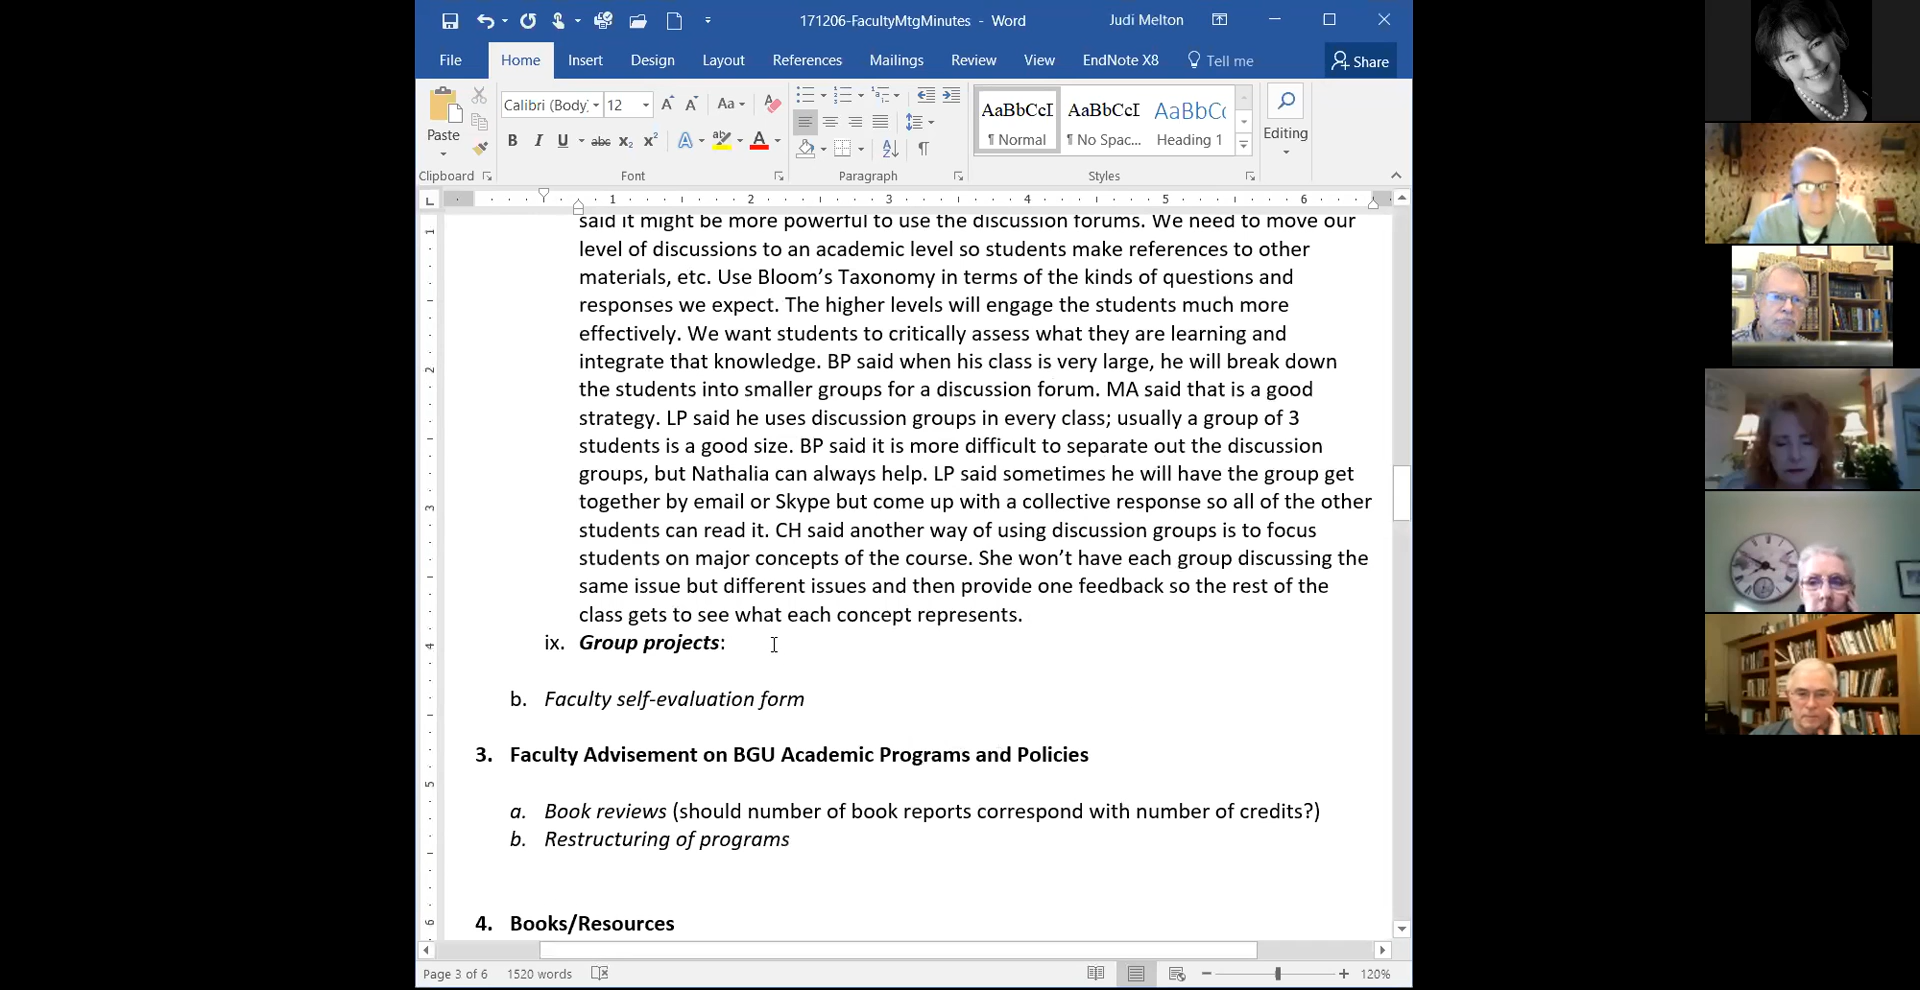 171206-FacultyMtgMinutes - Word
Judi Melton
File Home Insert Design Layout References Mailings Review View EndNote X8 Tell me Share
Paste
Calibri (Body) 12
AaBbCcI AaBbCcI AaBbCc
¶ Normal ¶ No Spac... Heading 1
Editing
Clipboard Font Paragraph Styles
said it might be more powerful to use the discussion forums. We need to move our
level of discussions to an academic level so students make references to other
materials, etc. Use Bloom’s Taxonomy in terms of the kinds of questions and
responses we expect. The higher levels will engage the students much more
effectively. We want students to critically assess what they are learning and
integrate that knowledge. BP said when his class is very large, he will break down
the students into smaller groups for a discussion forum. MA said that is a good
strategy. LP said he uses discussion groups in every class; usually a group of 3
students is a good size. BP said it is more difficult to separate out the discussion
groups, but Nathalia can always help. LP said sometimes he will have the group get
together by email or Skype but come up with a collective response so all of the other
students can read it. CH said another way of using discussion groups is to focus
students on major concepts of the course. She won’t have each group discussing the
same issue but different issues and then provide one feedback so the rest of the
class gets to see what each concept represents.
ix. Group projects:
b. Faculty self-evaluation form
3. Faculty Advisement on BGU Academic Programs and Policies
a. Book reviews (should number of book reports correspond with number of credits?)
b. Restructuring of programs
4. Books/Resources
Page 3 of 6 1520 words 120%